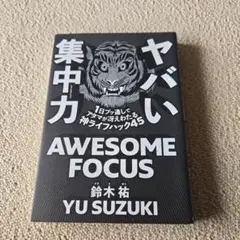 ヤバい
集中力
1日ブッ通しで
アタマが冴えわたる
神ライフハック45
AWESOME
FOCUS
鈴木 祐
YU SUZUKI